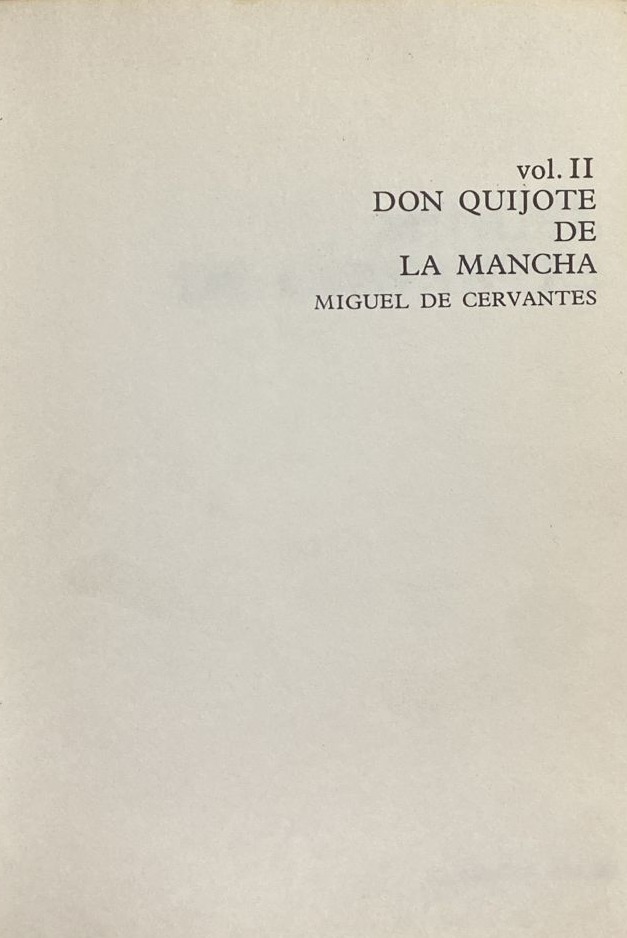 vol. II
DON QUIJOTE
DE
LA MANCHA
MIGUEL DE CERVANTES